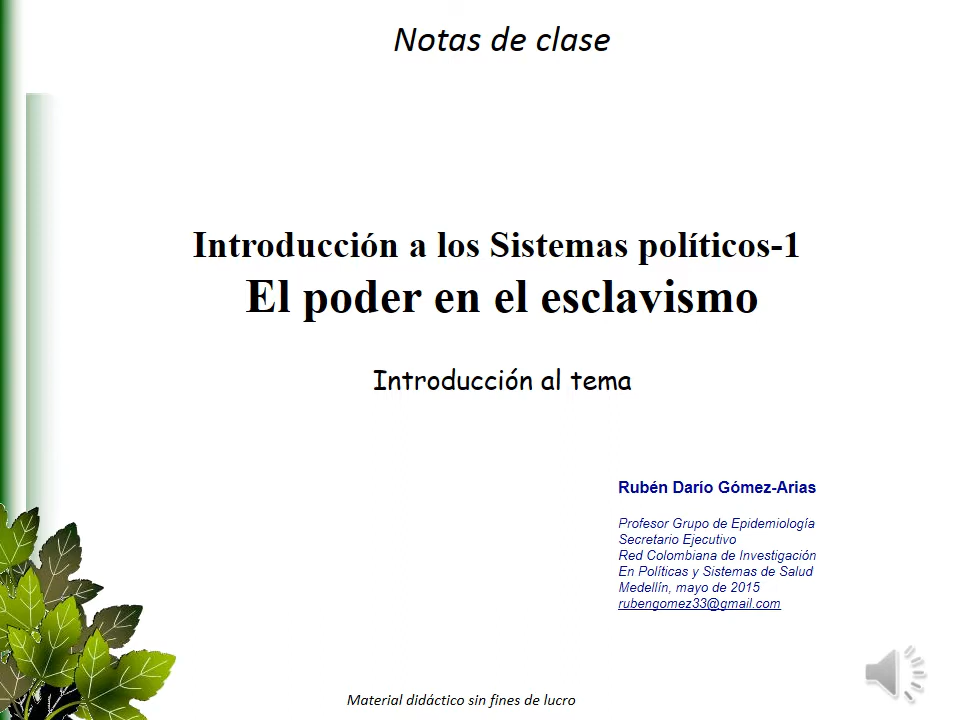 Notas de clase
Introducción a los Sistemas políticos-1
El poder en el esclavismo
Introducción al tema
Rubén Darío Gómez-Arias
Profesor Grupo de Epidemiología
Secretario Ejecutivo
Red Colombiana de Investigación
En Políticas y Sistemas de Salud
Medellín, mayo de 2015
rubengomez33@gmail.com
Material didáctico sin fines de lucro